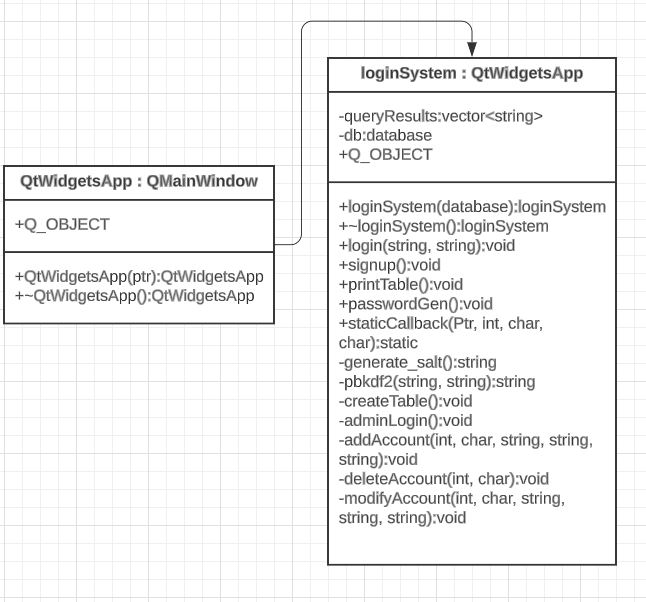 QtWidgetsApp : QMainWindow
+Q_OBJECT
+QtWidgetsApp(ptr):QtWidgetsApp
+~QtWidgetsApp():QtWidgetsApp
loginSystem : QtWidgetsApp
-queryResults:vector<string>
-db:database
+Q_OBJECT
+loginSystem(database):loginSystem
+~loginSystem():loginSystem
+login(string, string):void
+signup():void
+printTable():void
+passwordGen():void
+staticCallback(Ptr, int, char,
char):static
-generate_salt():string
-pbkdf2(string, string):string
-createTable():void
-adminLogin():void
-addAccount(int, char, string, string,
string):void
-deleteAccount(int, char):void
-modifyAccount(int, char, string,
string, string):void